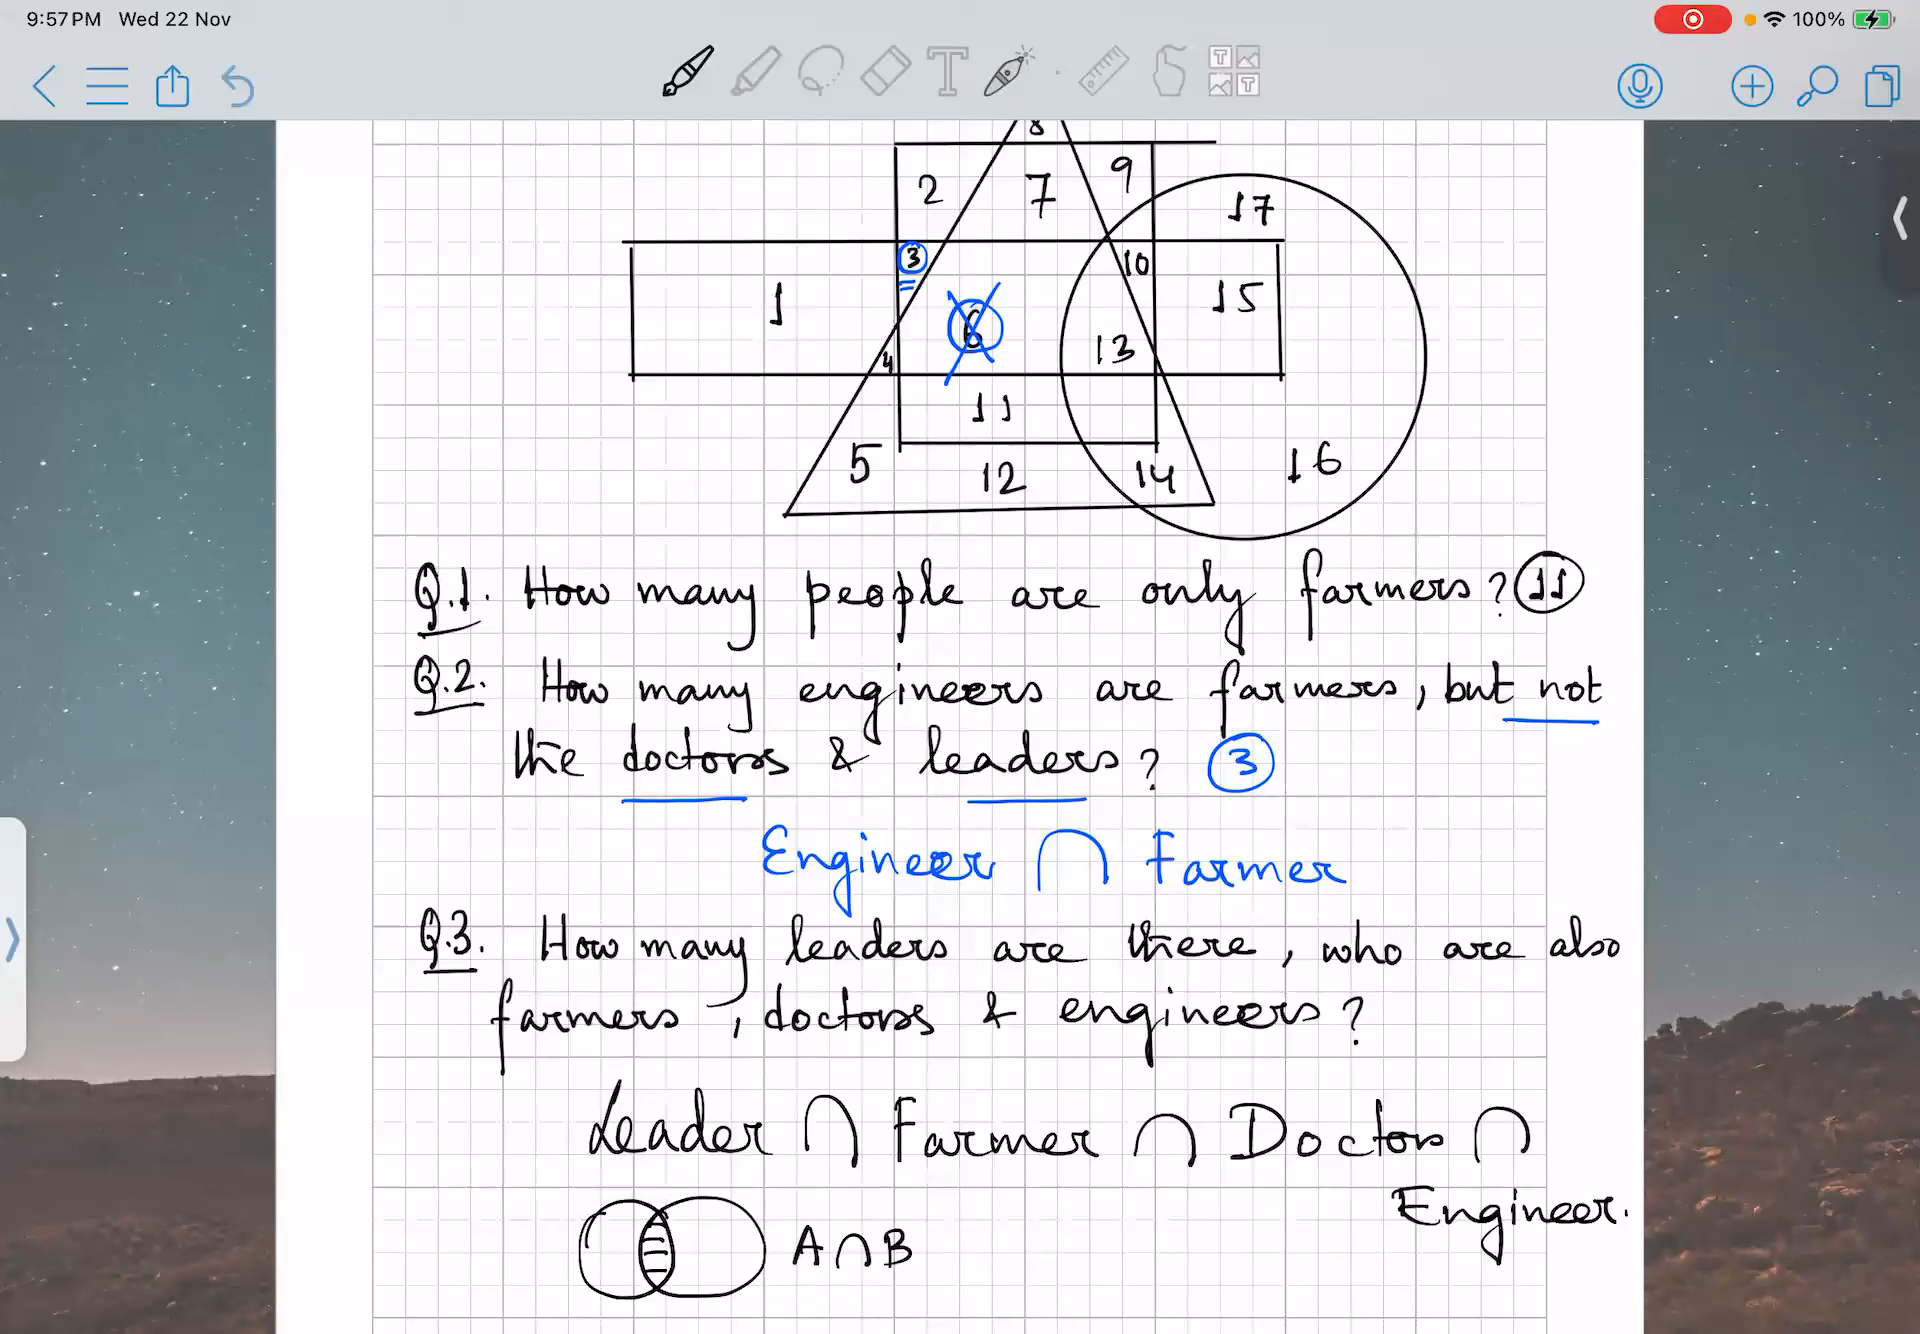 9:57 PM Wed 22 Nov
100%
8
2 7 9
17
3 10
1 6 15
4 13
11
5 12 14 16
Q.1. How many people are only farmers? 11
Q.2. How many engineers are farmers, but not
the doctors & leaders? 3
Engineer ∩ Farmer
Q.3. How many leaders are there, who are also
farmers, doctors & engineers?
Leader ∩ Farmer ∩ Doctors ∩
Engineer.
A∩B